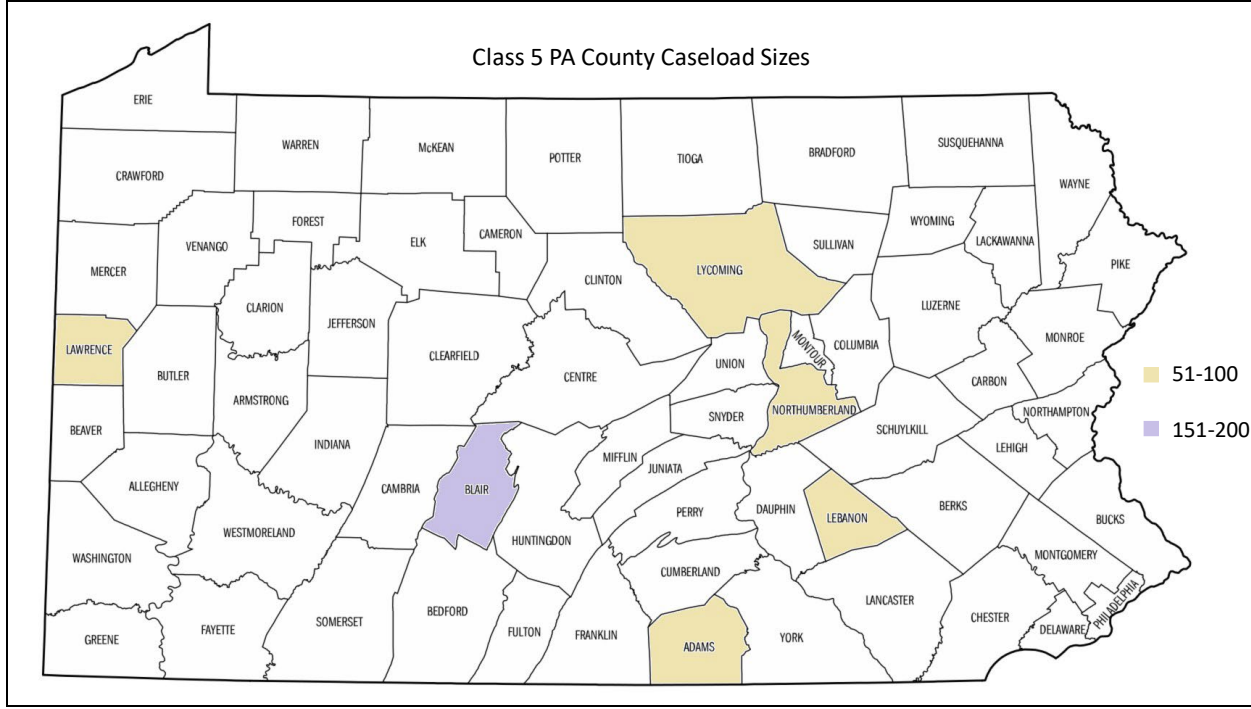 Class 5 PA County Caseload Sizes
ERIE
WARREN
McKEAN
POTTER
TIOGA
BRADFORD
SUSQUEHANNA
CRAWFORD
WAYNE
FOREST
CAMERON
WYOMING
VENANGO
ELK
SULLIVAN
LACKAWANNA
MERCER
LYCOMING
PIKE
CLINTON
CLARION
LUZERNE
JEFFERSON
MONROE
LAWRENCE
CLEARFIELD
MONTOUR
COLUMBIA
BUTLER
CENTRE
UNION
51-100
CARBON
ARMSTRONG
NORTHUMBERLAND
NORTHAMPTON
BEAVER
INDIANA
SNYDER
SCHUYLKILL
151-200
LEHIGH
MIFFLIN
JUNIATA
ALLEGHENY
CAMBRIA
BLAIR
BERKS
PERRY
DAUPHIN
LEBANON
BUCKS
WESTMORELAND
HUNTINGDON
WASHINGTON
MONTGOMERY
CUMBERLAND
PHILADELPHIA
LANCASTER
BEDFORD
SOMERSET
CHESTER
FAYETTE
DELAWARE
GREENE
FULTON
FRANKLIN
YORK
ADAMS